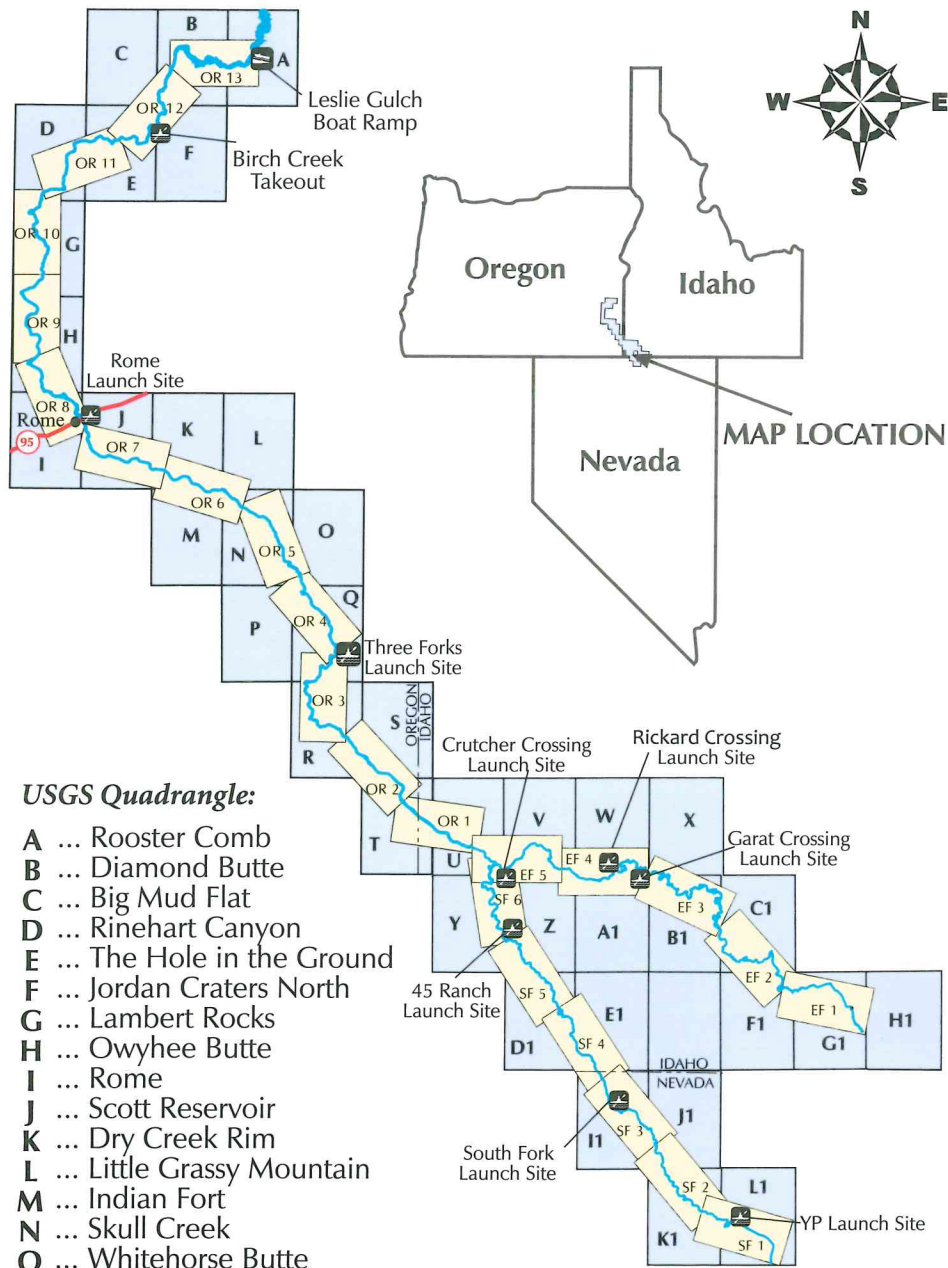 B
C
A
OR 13
Leslie Gulch
Boat Ramp
OR 12
D
F
Birch Creek
Takeout
OR 11
E
OR 10
G
OR 9
H
Rome
Launch Site
OR 8
Rome
J
K
L
95
I
OR 7
OR 6
M
N
OR 5
O
P
OR 4
Q
Three Forks
Launch Site
OR 3
S
OREGON
IDAHO
R
OR 2
T
OR 1
U
Crutcher Crossing
Launch Site
Rickard Crossing
Launch Site
V
W
X
Garat Crossing
Launch Site
EF 4
EF 5
EF 3
SF 6
Y
Z
A1
B1
C1
EF 2
45 Ranch
Launch Site
SF 5
E1
F1
EF 1
G1
H1
D1
SF 4
IDAHO
NEVADA
SF 3
J1
I1
South Fork
Launch Site
SF 2
L1
K1
SF 1
YP Launch Site
N
W
E
S
Oregon
Idaho
Nevada
MAP LOCATION
USGS Quadrangle:
A ... Rooster Comb
B ... Diamond Butte
C ... Big Mud Flat
D ... Rinehart Canyon
E ... The Hole in the Ground
F ... Jordan Craters North
G ... Lambert Rocks
H ... Owyhee Butte
I ... Rome
J ... Scott Reservoir
K ... Dry Creek Rim
L ... Little Grassy Mountain
M ... Indian Fort
N ... Skull Creek
O ... Whitehorse Butte